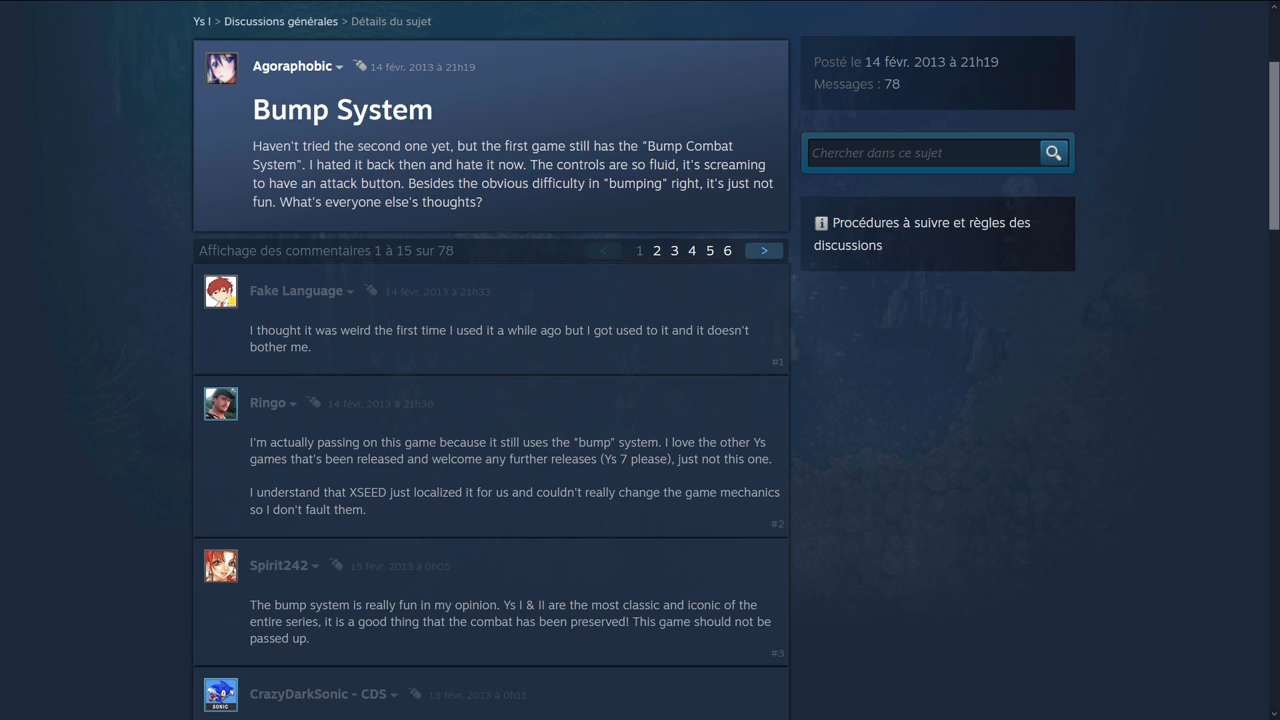 Ys I > Discussions générales > Détails du sujet
Agoraphobic 14 févr. 2013 à 21h19
Bump System
Haven't tried the second one yet, but the first game still has the "Bump Combat
System". I hated it back then and hate it now. The controls are so fluid, it's screaming
to have an attack button. Besides the obvious difficulty in "bumping" right, it's just not
fun. What's everyone else's thoughts?
Affichage des commentaires 1 à 15 sur 78
< 1 2 3 4 5 6 >
Fake Language 14 févr. 2013 à 21h33
I thought it was weird the first time I used it a while ago but I got used to it and it doesn't
bother me.
#1
Ringo 14 févr. 2013 à 21h36
I'm actually passing on this game because it still uses the "bump" system. I love the other Ys
games that's been released and welcome any further releases (Ys 7 please), just not this one.
I understand that XSEED just localized it for us and couldn't really change the game mechanics
so I don't fault them.
#2
Spirit242 15 févr. 2013 à 0h05
The bump system is really fun in my opinion. Ys I & II are the most classic and iconic of the
entire series, it is a good thing that the combat has been preserved! This game should not be
passed up.
#3
SONIC
CrazyDarkSonic - CDS 15 févr. 2013 à 0h11
Posté le 14 févr. 2013 à 21h19
Messages : 78
Chercher dans ce sujet
Procédures à suivre et règles des
discussions